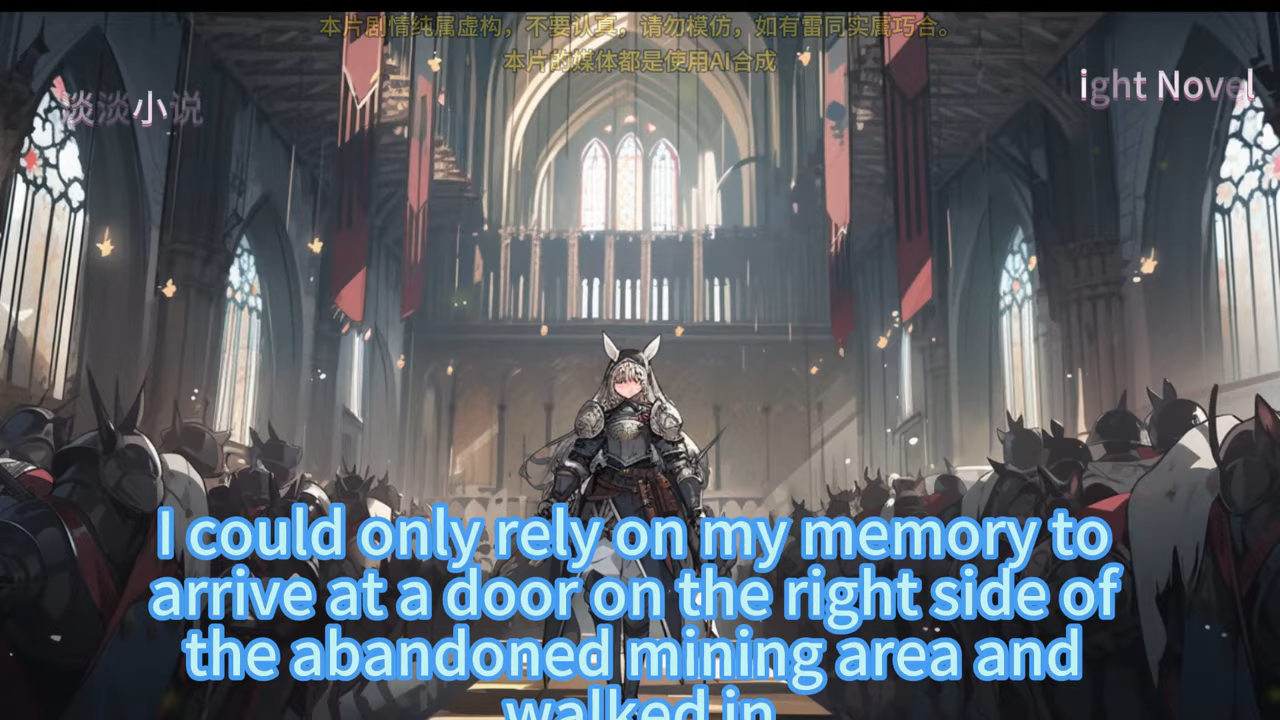 本片剧情纯属虚构，不要认真，请勿模仿，如有雷同实属巧合。
本片的媒体都是使用AI合成
淡淡小说
ight Novel
I could only rely on my memory to
arrive at a door on the right side of
the abandoned mining area and
walked in